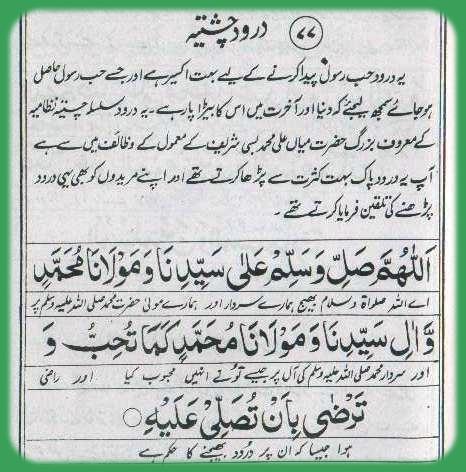 ۷۷ درود چشتیہ
یہ درود حب رسول پیدا کرنے کے لیے بہت اکسیر ہے اور جسے حب رسول حاصل
ہو جائے سمجھ لیجئے کہ دنیا اور آخرت میں اس کا بیڑا پار ہے۔ یہ درود سلسلہ چشتیہ نظامیہ
کے معروف بزرگ حضرت میاں علی محمد بسی شریف کے معمول کے وظائف میں سے ہے
آپ یہ درود پاک بہت کثرت سے پڑھا کرتے تھے اور اپنے مریدوں کو بھی یہی درود
پڑھنے کی تلقین فرمایا کرتے تھے۔
اَللّٰهُمَّ صَلِّ وَسَلِّمْ عَلٰی سَیِّدِنَا وَمَوْلَانَا مُحَمَّدٍ
اے اللہ صلواۃ و سلام بھیج ہمارے سردار اور ہمارے مولیٰ حضرت محمد صلی اللہ علیہ وسلم پر
وَّاٰلِ سَیِّدِنَا وَمَوْلَانَا مُحَمَّدٍ کَمَا تُحِبُّ وَ
اور سردار محمد صلی اللہ علیہ وسلم کی آل پر جیسے تو نے انہیں محبوب کیا اور راضی
تَرْضٰی بِاَنْ تُصَلّٰی عَلَیْهِ ○
ہوا جیسا کہ ان پر درود بھیجنے کا حکم ہے